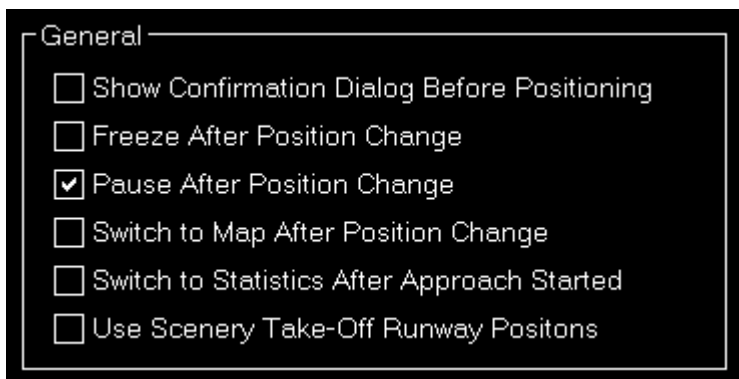 General
Show Confirmation Dialog Before Positioning
Freeze After Position Change
Pause After Position Change
Switch to Map After Position Change
Switch to Statistics After Approach Started
Use Scenery Take-Off Runway Positons